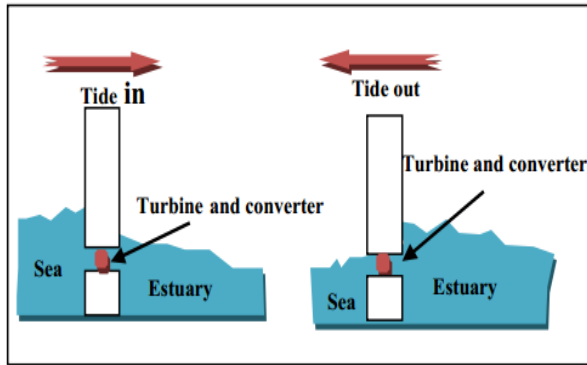 Tide in
Turbine and converter
Sea
Estuary
Tide out
Turbine and converter
Sea
Estuary